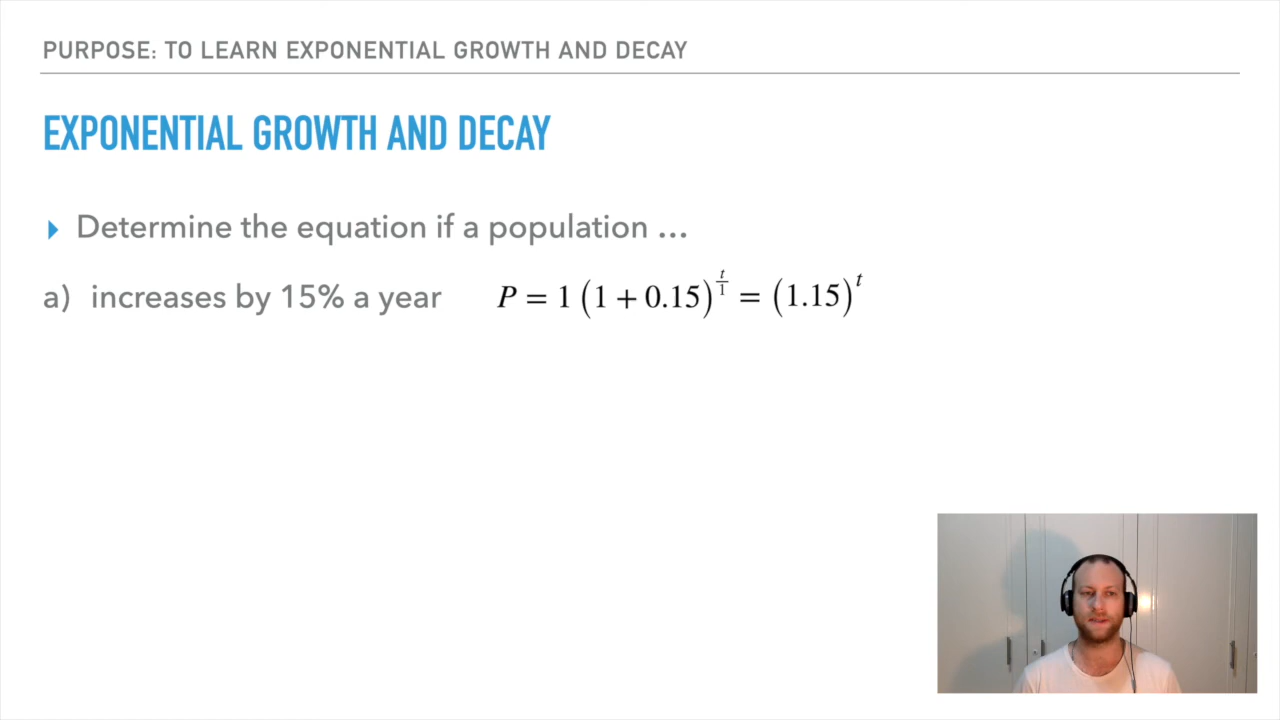 PURPOSE: TO LEARN EXPONENTIAL GROWTH AND DECAY
EXPONENTIAL GROWTH AND DECAY
Determine the equation if a population …
a) increases by 15% a year P = 1 (1 + 0.15)^{t/1} = (1.15)^t